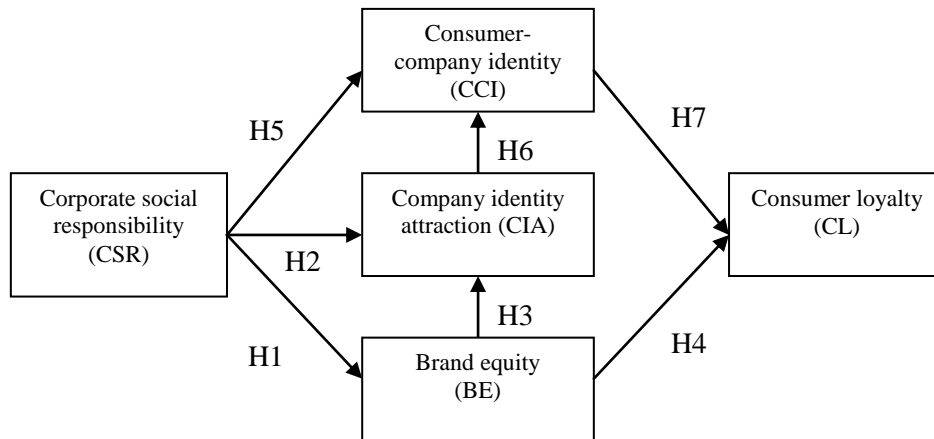 Consumer-
company identity
(CCI)
H5
H7
H6
Corporate social
responsibility
(CSR)
Company identity
attraction (CIA)
Consumer loyalty
(CL)
H2
H3
H1
H4
Brand equity
(BE)